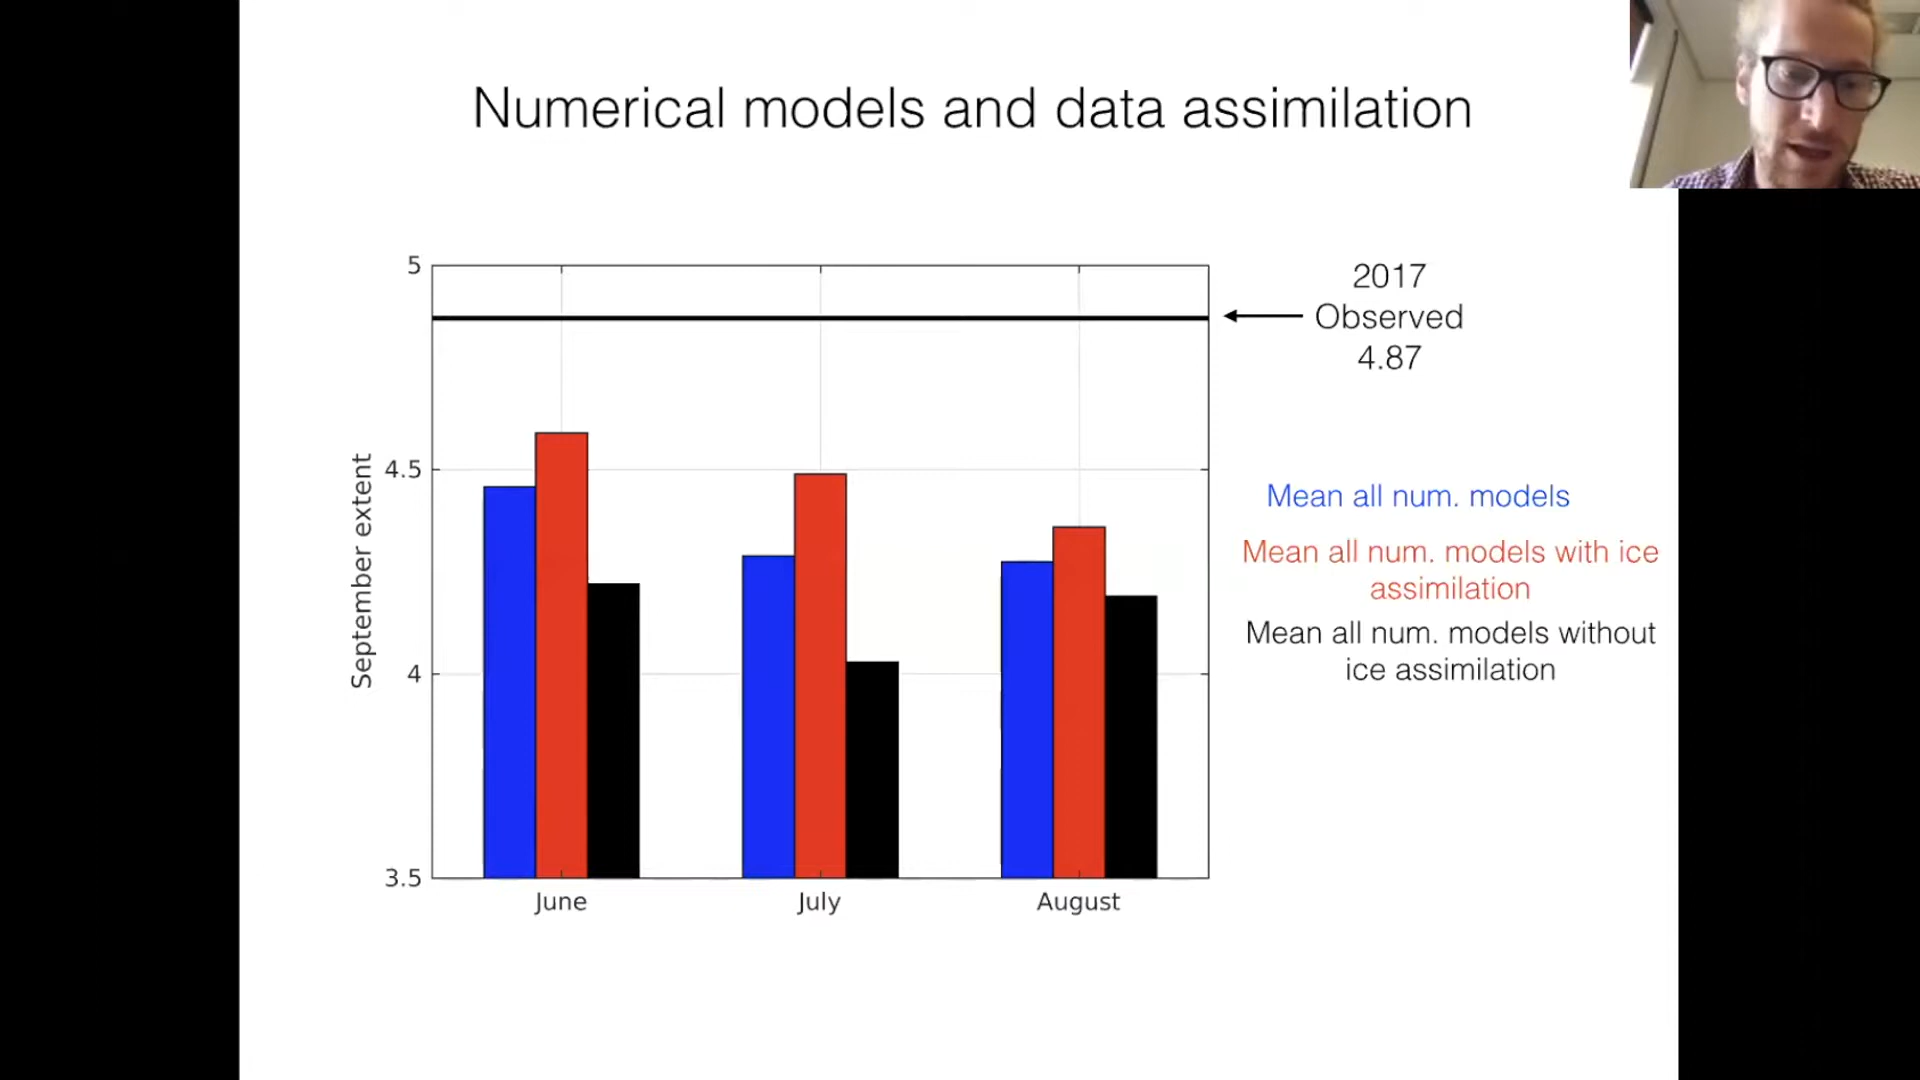 Numerical models and data assimilation
2017
Observed
4.87
5
4.5
4
3.5
September extent
June
July
August
Mean all num. models
Mean all num. models with ice
assimilation
Mean all num. models without
ice assimilation